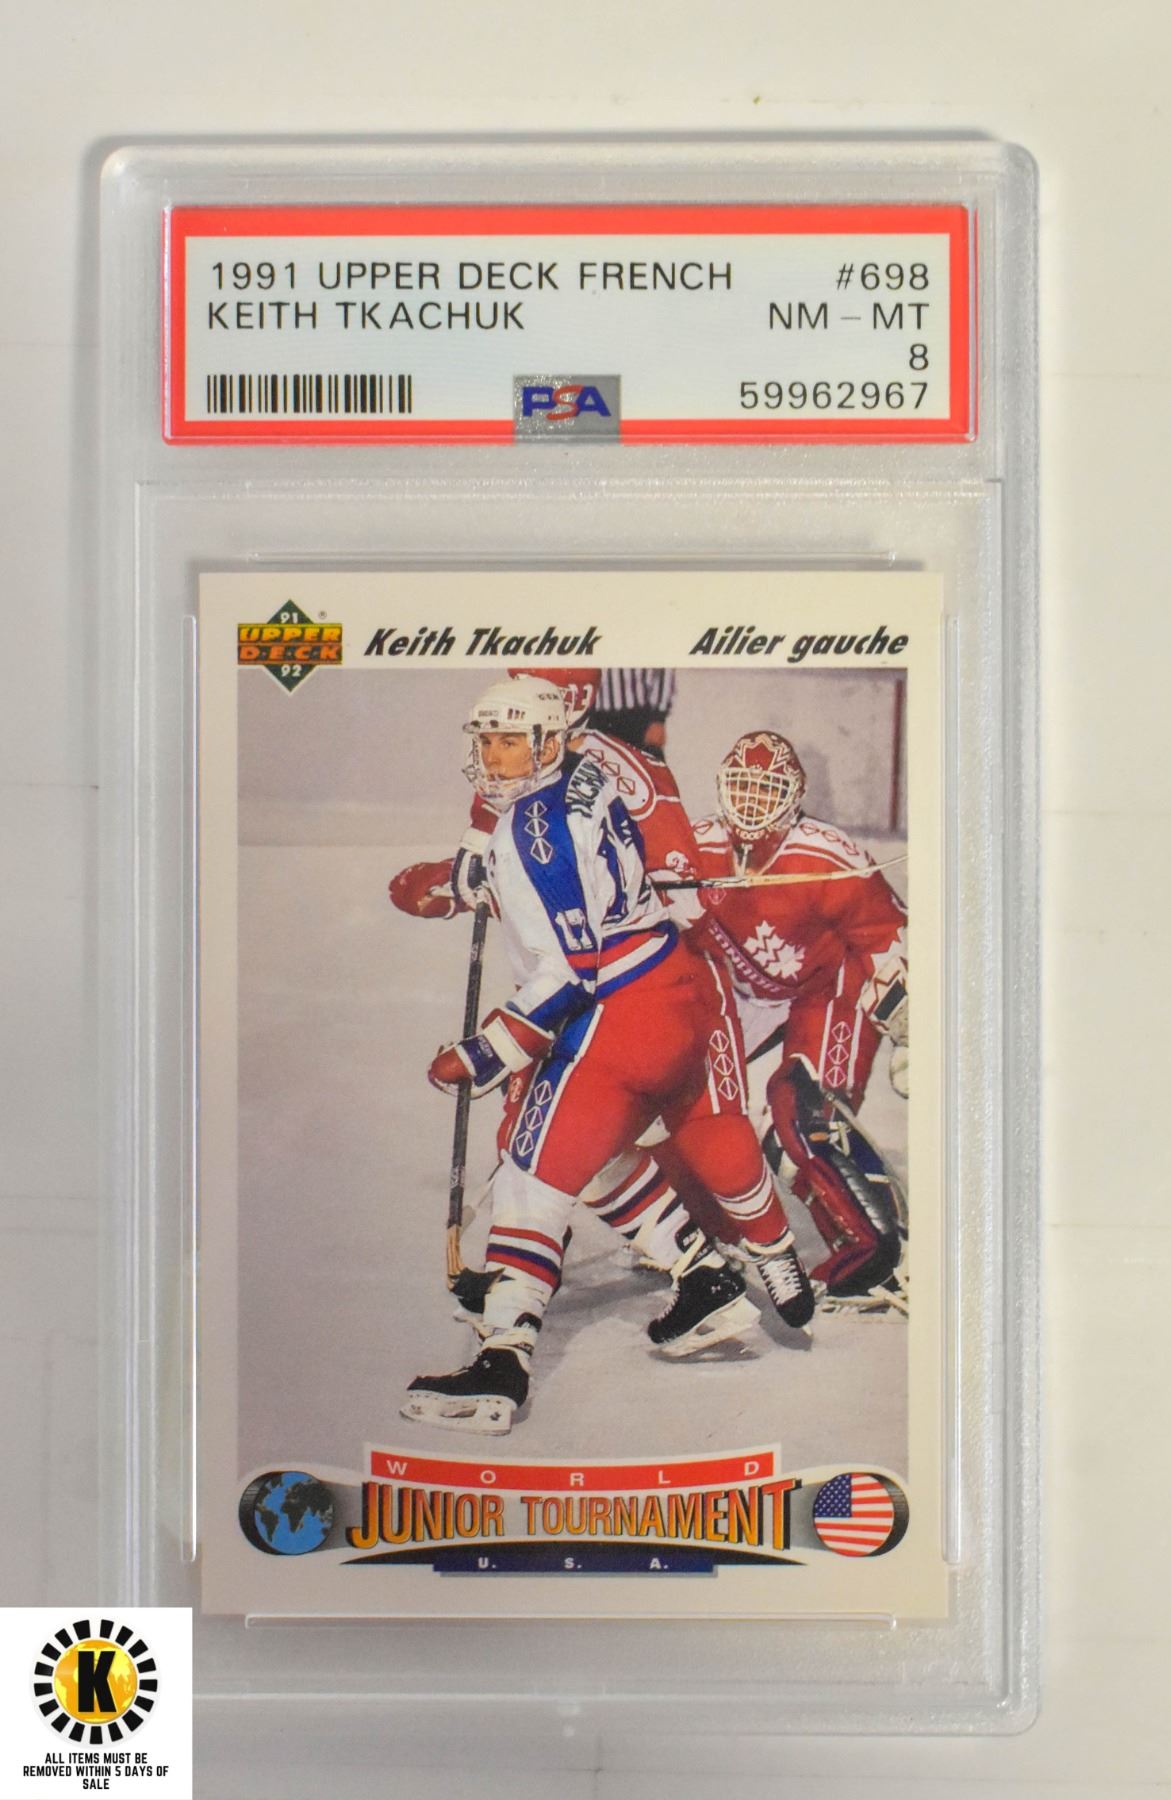 1991 UPPER DECK FRENCH #698
KEITH TKACHUK NM - MT
8
PSA 59962967
91
UPPER
D·E·C·K
92
®
Keith Tkachuk Ailier gauche
17
WORLD
JUNIOR TOURNAMENT
U. S. A.
K
ALL ITEMS MUST BE
REMOVED WITHIN 5 DAYS OF
SALE